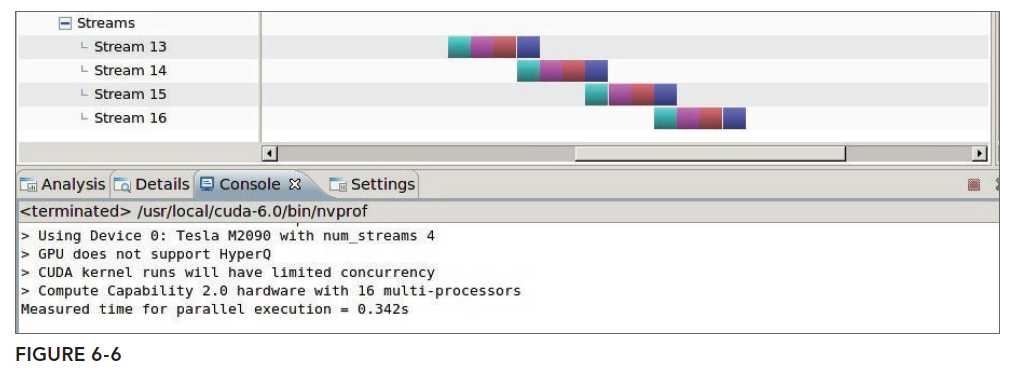 Streams
Stream 13
Stream 14
Stream 15
Stream 16
Analysis Details Console Settings
<terminated> /usr/local/cuda-6.0/bin/nvprof
> Using Device 0: Tesla M2090 with num_streams 4
> GPU does not support HyperQ
> CUDA kernel runs will have limited concurrency
> Compute Capability 2.0 hardware with 16 multi-processors
Measured time for parallel execution = 0.342s
FIGURE 6-6